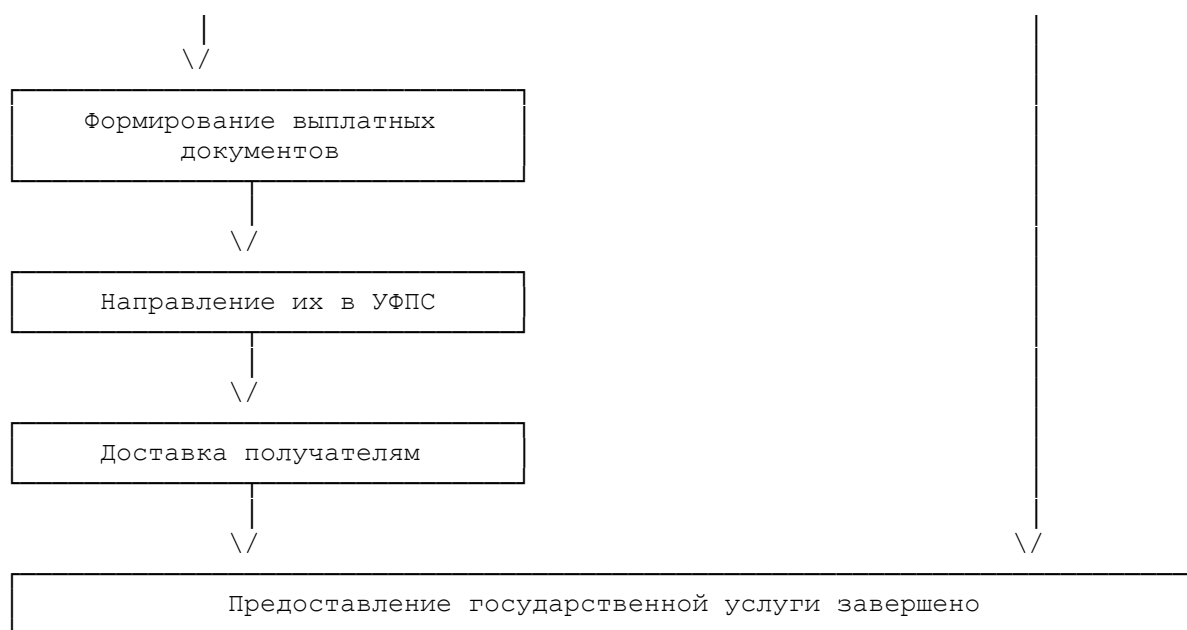 Формирование выплатных
документов
Направление их в УФПС
Доставка получателям
Предоставление государственной услуги завершено